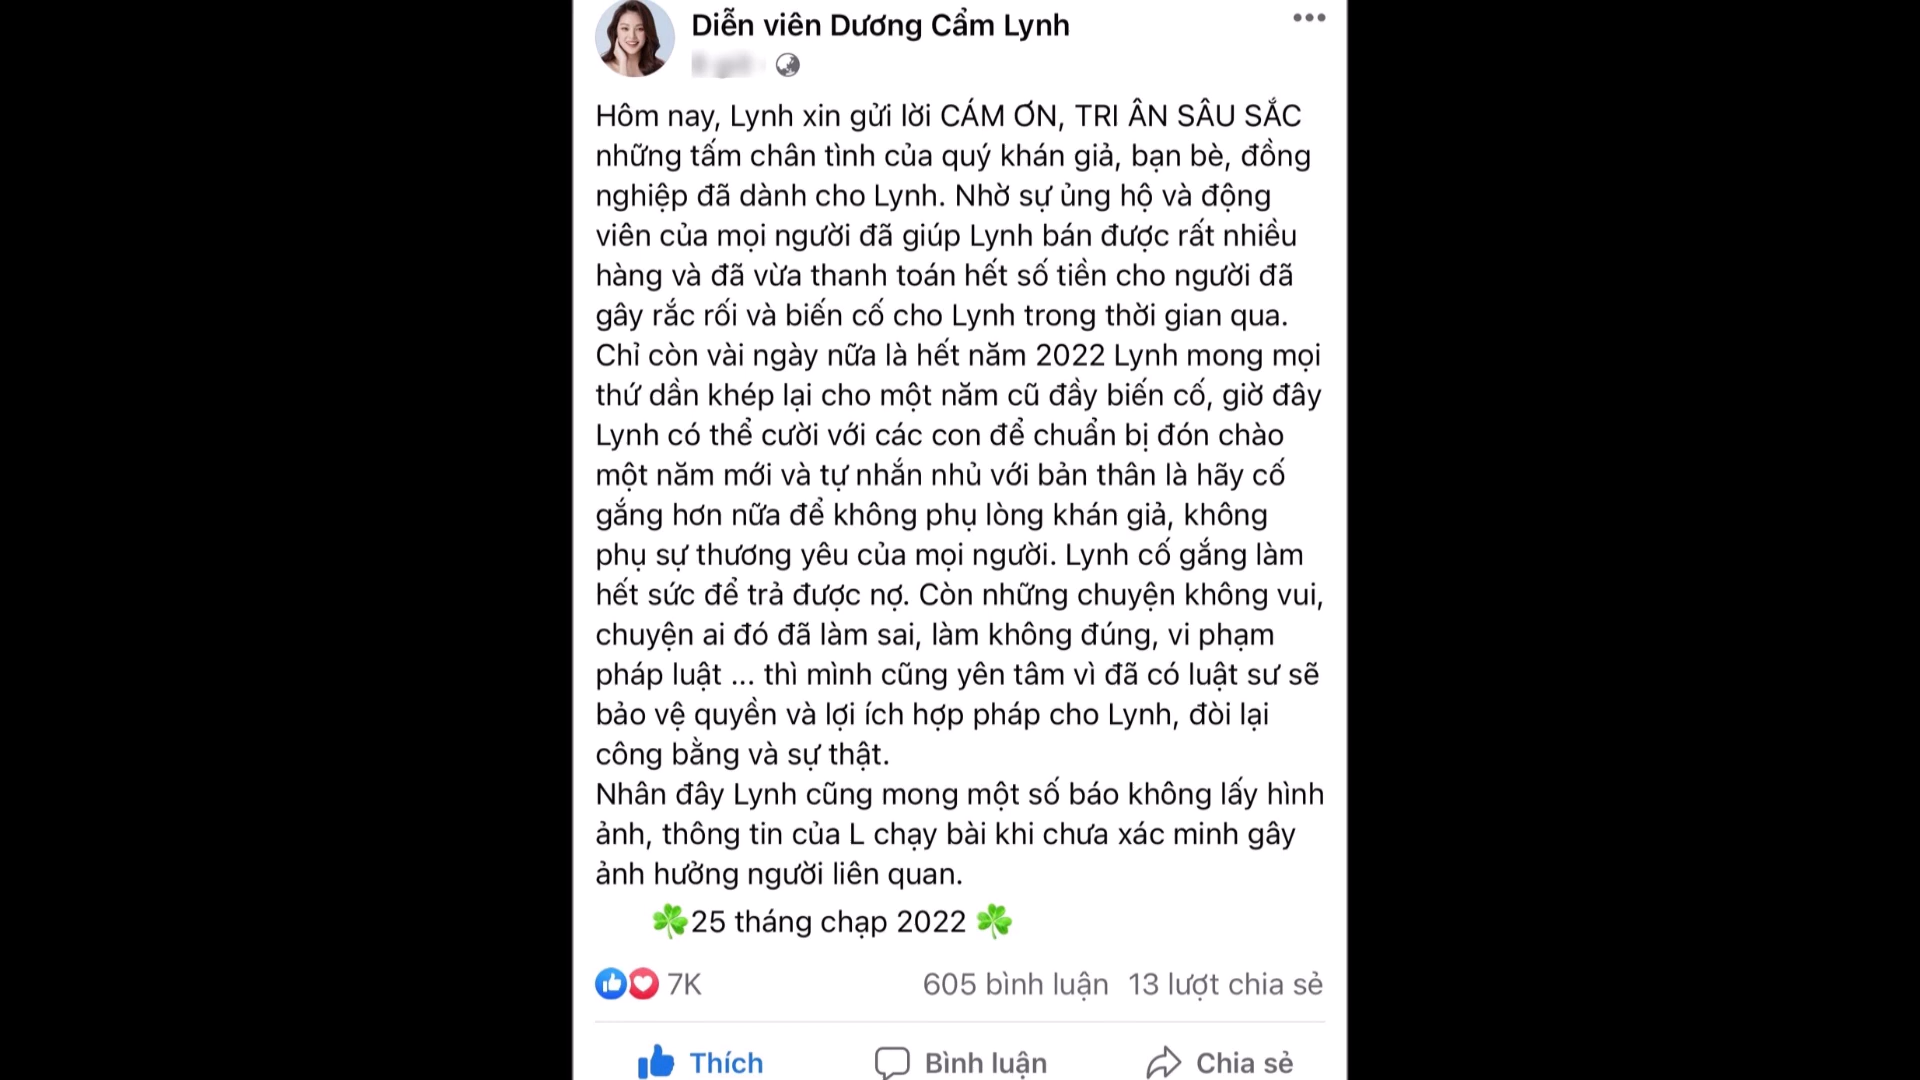 Diễn viên Dương Cẩm Lynh
Hôm nay, Lynh xin gửi lời CÁM ƠN, TRI ÂN SÂU SẮC
những tấm chân tình của quý khán giả, bạn bè, đồng
nghiệp đã dành cho Lynh. Nhờ sự ủng hộ và động
viên của mọi người đã giúp Lynh bán được rất nhiều
hàng và đã vừa thanh toán hết số tiền cho người đã
gây rắc rối và biến cố cho Lynh trong thời gian qua.
Chỉ còn vài ngày nữa là hết năm 2022 Lynh mong mọi
thứ dần khép lại cho một năm cũ đầy biến cố, giờ đây
Lynh có thể cười với các con để chuẩn bị đón chào
một năm mới và tự nhắn nhủ với bản thân là hãy cố
gắng hơn nữa để không phụ lòng khán giả, không
phụ sự thương yêu của mọi người. Lynh cố gắng làm
hết sức để trả được nợ. Còn những chuyện không vui,
chuyện ai đó đã làm sai, làm không đúng, vi phạm
pháp luật ... thì mình cũng yên tâm vì đã có luật sư sẽ
bảo vệ quyền và lợi ích hợp pháp cho Lynh, đòi lại
công bằng và sự thật.
Nhân đây Lynh cũng mong một số báo không lấy hình
ảnh, thông tin của L chạy bài khi chưa xác minh gây
ảnh hưởng người liên quan.
☘️25 tháng chạp 2022 ☘️
7K 605 bình luận 13 lượt chia sẻ
Thích Bình luận Chia sẻ